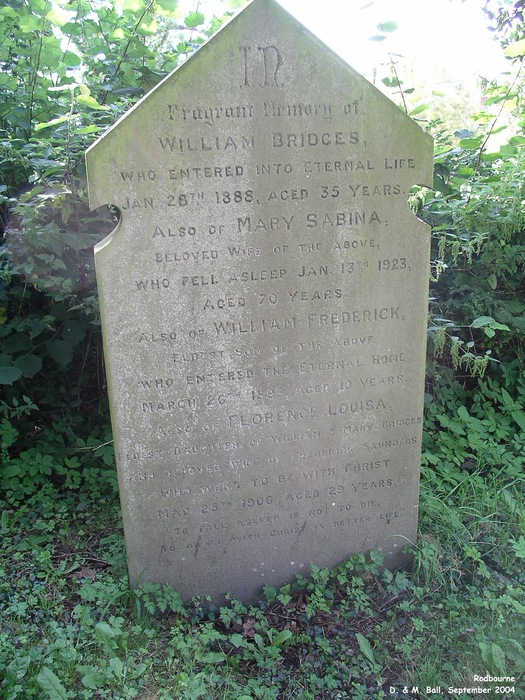 IN
Fragrant Memory of
WILLIAM BRIDGES,
WHO ENTERED INTO ETERNAL LIFE
JAN. 28TH 1888, AGED 35 YEARS.
ALSO OF MARY SABINA,
BELOVED WIFE OF THE ABOVE,
WHO FELL ASLEEP JAN. 13TH 1923,
AGED 70 YEARS.
ALSO OF WILLIAM FREDERICK,
ELDEST SON OF THE ABOVE,
WHO ENTERED THE ETERNAL HOME
MARCH 26TH AGED 10 YEARS.
ALSO OF FLORENCE LOUISA,
ELDEST DAUGHTER OF WILLIAM & MARY BRIDGES
AND BELOVED WIFE OF FREDERICK SAUNDERS
WHO WENT TO BE WITH CHRIST
MAY 25TH 1906, AGED 29 YEARS.
TO FALL ASLEEP IS NOT TO DIE,
TO DWELL WITH CHRIST IS BETTER LIFE.
Rodbourne
D. & M. Ball, September 2004